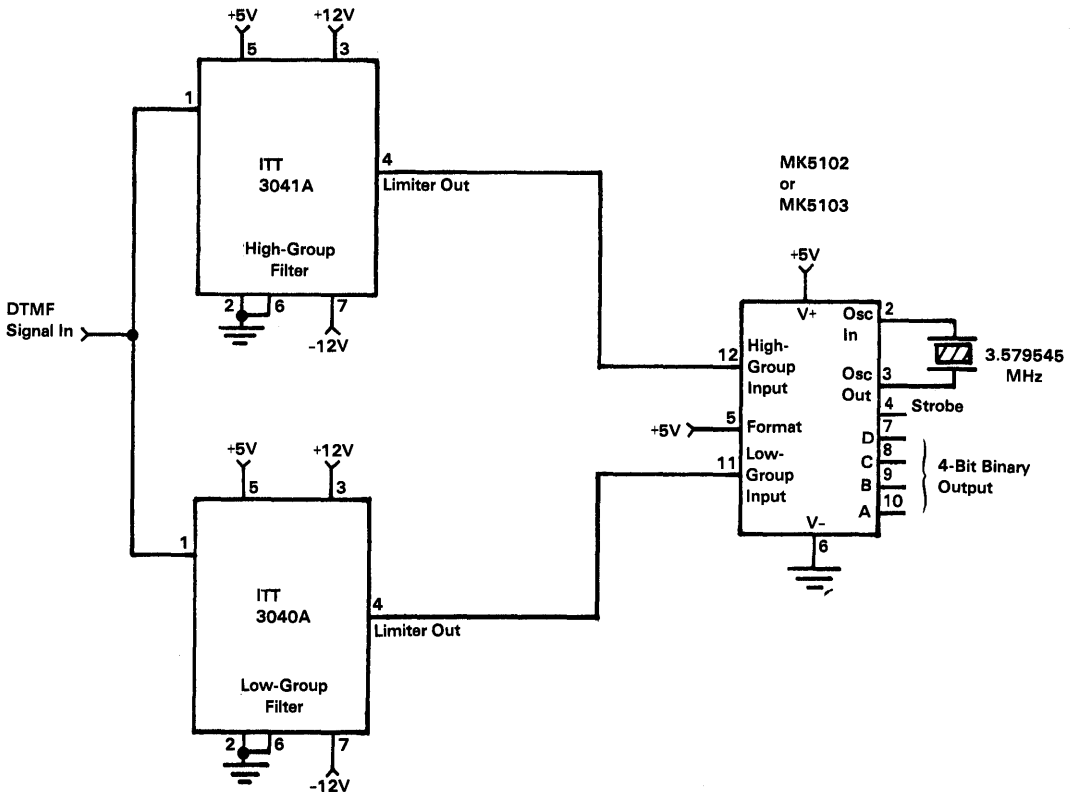 +5V
+12V
5
3
1
ITT
3041A
4
Limiter Out
High-Group
Filter
2
6
7
-12V
DTMF
Signal In
MK5102
or
MK5103
+5V
V+
Osc
In
2
12
High-
Group
Input
3.579545
MHz
Osc
Out
3
4
Strobe
+5V
5
Format
D
7
11
Low-
Group
Input
C
8
B
9
A
10
4-Bit Binary
Output
V-
6
+5V
+12V
5
3
1
ITT
3040A
4
Limiter Out
Low-Group
Filter
2
6
7
-12V